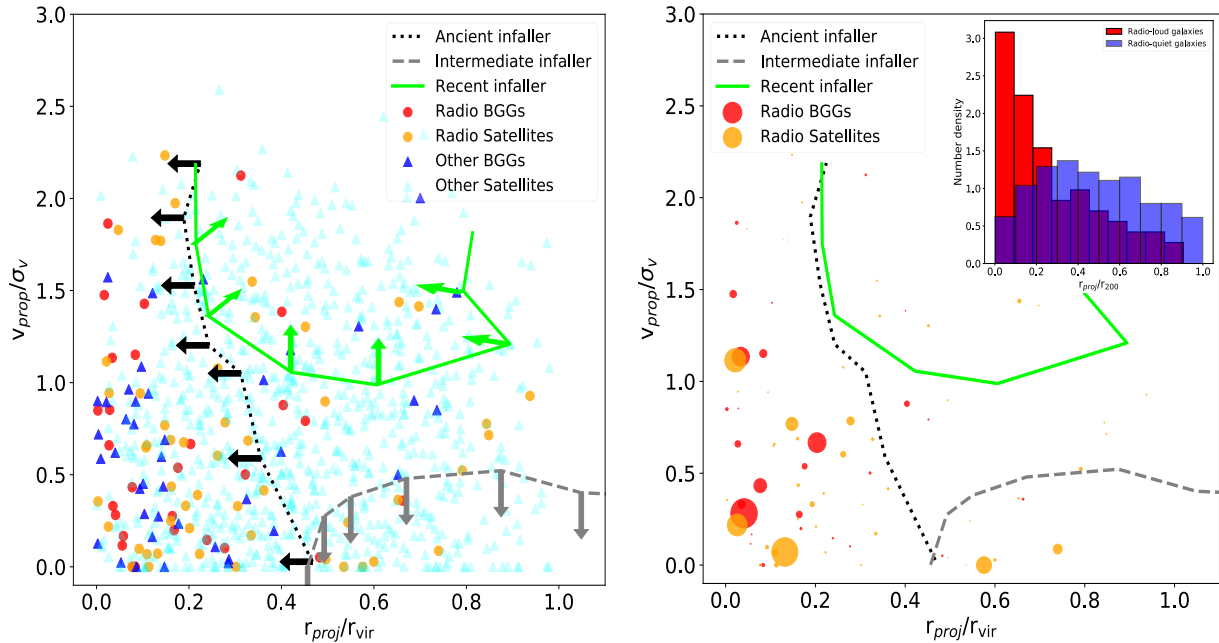 3.0
2.5
2.0
1.5
1.0
0.5
0.0
v_prop/σ_v
0.0 0.2 0.4 0.6 0.8 1.0
r_proj/r_vir
Ancient infaller
Intermediate infaller
Recent infaller
Radio BGGs
Radio Satellites
Other BGGs
Other Satellites
3.0
2.5
2.0
1.5
1.0
0.5
0.0
v_prop/σ_v
0.0 0.2 0.4 0.6 0.8 1.0
r_proj/r_vir
Ancient infaller
Intermediate infaller
Recent infaller
Radio BGGs
Radio Satellites
Radio-loud galaxies
Radio-quiet galaxies
3.0
2.5
2.0
1.5
1.0
0.5
0.0
Number density
0.0 0.2 0.4 0.6 0.8 1.0
r_proj/r_200